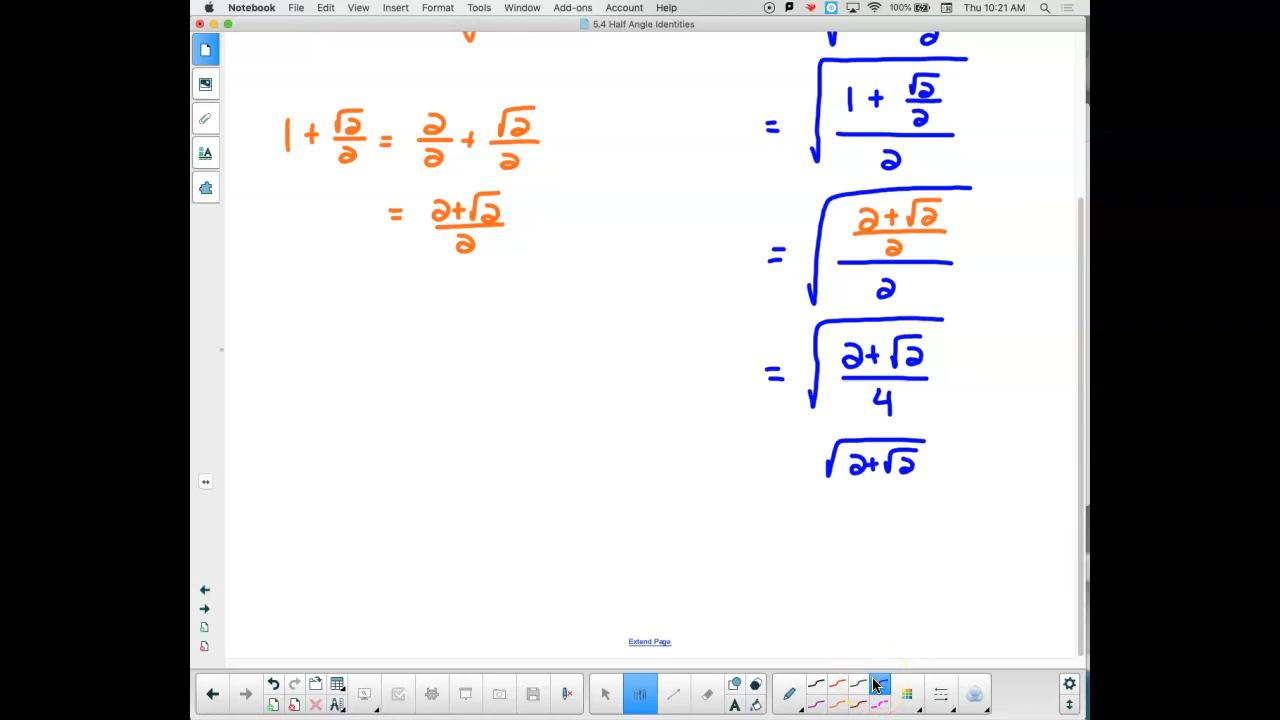 Notebook File Edit View Insert Format Tools Window Add-ons Account Help 100% Thu 10:21 AM
5.4 Half Angle Identities
1 + √2/2 = 2/2 + √2/2
= (2+√2)/2
2
= √((1 + √2/2)/2)
= √(((2+√2)/2)/2)
= √((2+√2)/4)
√(2+√2)
Extend Page